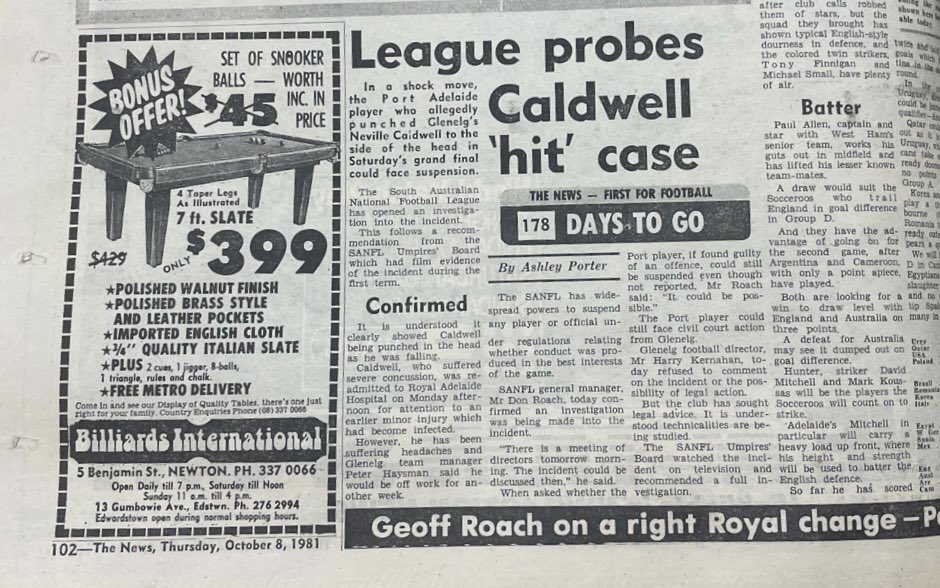 BONUS
OFFER!
SET OF SNOOKER
BALLS — WORTH
$45 INC. IN
PRICE
4 Taper Legs
As Illustrated
7 ft. SLATE
$429
ONLY $399
★POLISHED WALNUT FINISH
★POLISHED BRASS STYLE
AND LEATHER POCKETS
★IMPORTED ENGLISH CLOTH
★¾" QUALITY ITALIAN SLATE
★PLUS 2 cues, 1 jigger, 8-balls,
1 triangle, rules and chalk.
★FREE METRO DELIVERY
Come in and see our Display of Quality Tables, there's one just
right for your family. Country Enquiries Phone (08) 337 0066
Billiards International
5 Benjamin St., NEWTON. PH. 337 0066
Open Daily till 7 p.m., Saturday till Noon
Sunday 11 a.m. till 4 p.m.
13 Gumbowie Av., Edstwn. Ph. 276 2994
Edwardstown open during normal shopping hours.
102—The News, Thursday, October 8, 1981
League probes
Caldwell
'hit' case
In a shock move,
the Port Adelaide
player who allegedly
punched Glenelg's
Neville Caldwell to the
side of the head in
Saturday's grand final
could face suspension.
The South Australian
National Football League
has opened an investiga-
tion into the incident.
This follows a recom-
mendation from the
SANFL Umpires' Board
which had film evidence
of the incident during the
first term.
Confirmed
It is understood it
clearly showed Caldwell
being punched in the head
as he was falling.
Caldwell, who suffered
severe concussion, was re-
admitted to Royal Adelaide
Hospital on Monday after-
noon for attention to an
earlier minor injury which
had become infected.
However, he has been
suffering headaches and
Glenelg team manager
Peter Haysman said he
would be off work for an-
other week.
THE NEWS — FIRST FOR FOOTBALL
178 DAYS TO GO
By Ashley Porter
The SANFL has wide-
spread powers to suspend
any player or official un-
der regulations relating
whether conduct was pro-
duced in the best interests
of the game.
SANFL general manager,
Mr Don Roach, today con-
firmed an investigation
was being made into the
incident.
"There is a meeting of
directors tomorrow morn-
ing. The incident could be
discussed then," he said.
When asked whether the
Port player, if found guilty
of an offence, could still
be suspended even though
not reported, Mr Roach
said: "It could be pos-
sible."
The Port player could
still face civil court action
from Glenelg.
Glenelg football director,
Mr Harry Kernahan, to-
day refused to comment
on the incident or the pos-
sibility of legal action.
But the club has sought
legal advice. It is under-
stood technicalities are be-
ing studied.
The SANFL Umpires'
Board watched the inci-
dent on television and
recommended a full in-
vestigation.
after club calls robbed
them of stars, but the
squad they brought has
shown typical English-style
dourness in defence, and
the colored twin strikers,
Tony Finnigan and
Michael Small, have plenty
of air.
Batter
Paul Allen, captain and
star with West Ham's
senior team, works his
guts out in midfield and
has lifted his lesser known
team-mates.
A draw would suit the
Socceroos who trail
England in goal difference
in Group D.
And they have the ad-
vantage of going for
the second game, after
Argentina and Cameroon,
with only a point apiece,
have played.
Both are looking for a
win to draw level with
England and Australia on
three points.
A defeat for Australia
may see it dumped out on
goal difference.
Hunter, striker David
Mitchell and Mark Kous-
sas will be the players the
Socceroos will count on to
strike.
'Adelaide's Mitchell in
particular will carry a
heavy load up front, where
his height and strength
will be used to batter the
English defence.
So far he has scored
Geoff Roach on a right Royal change —